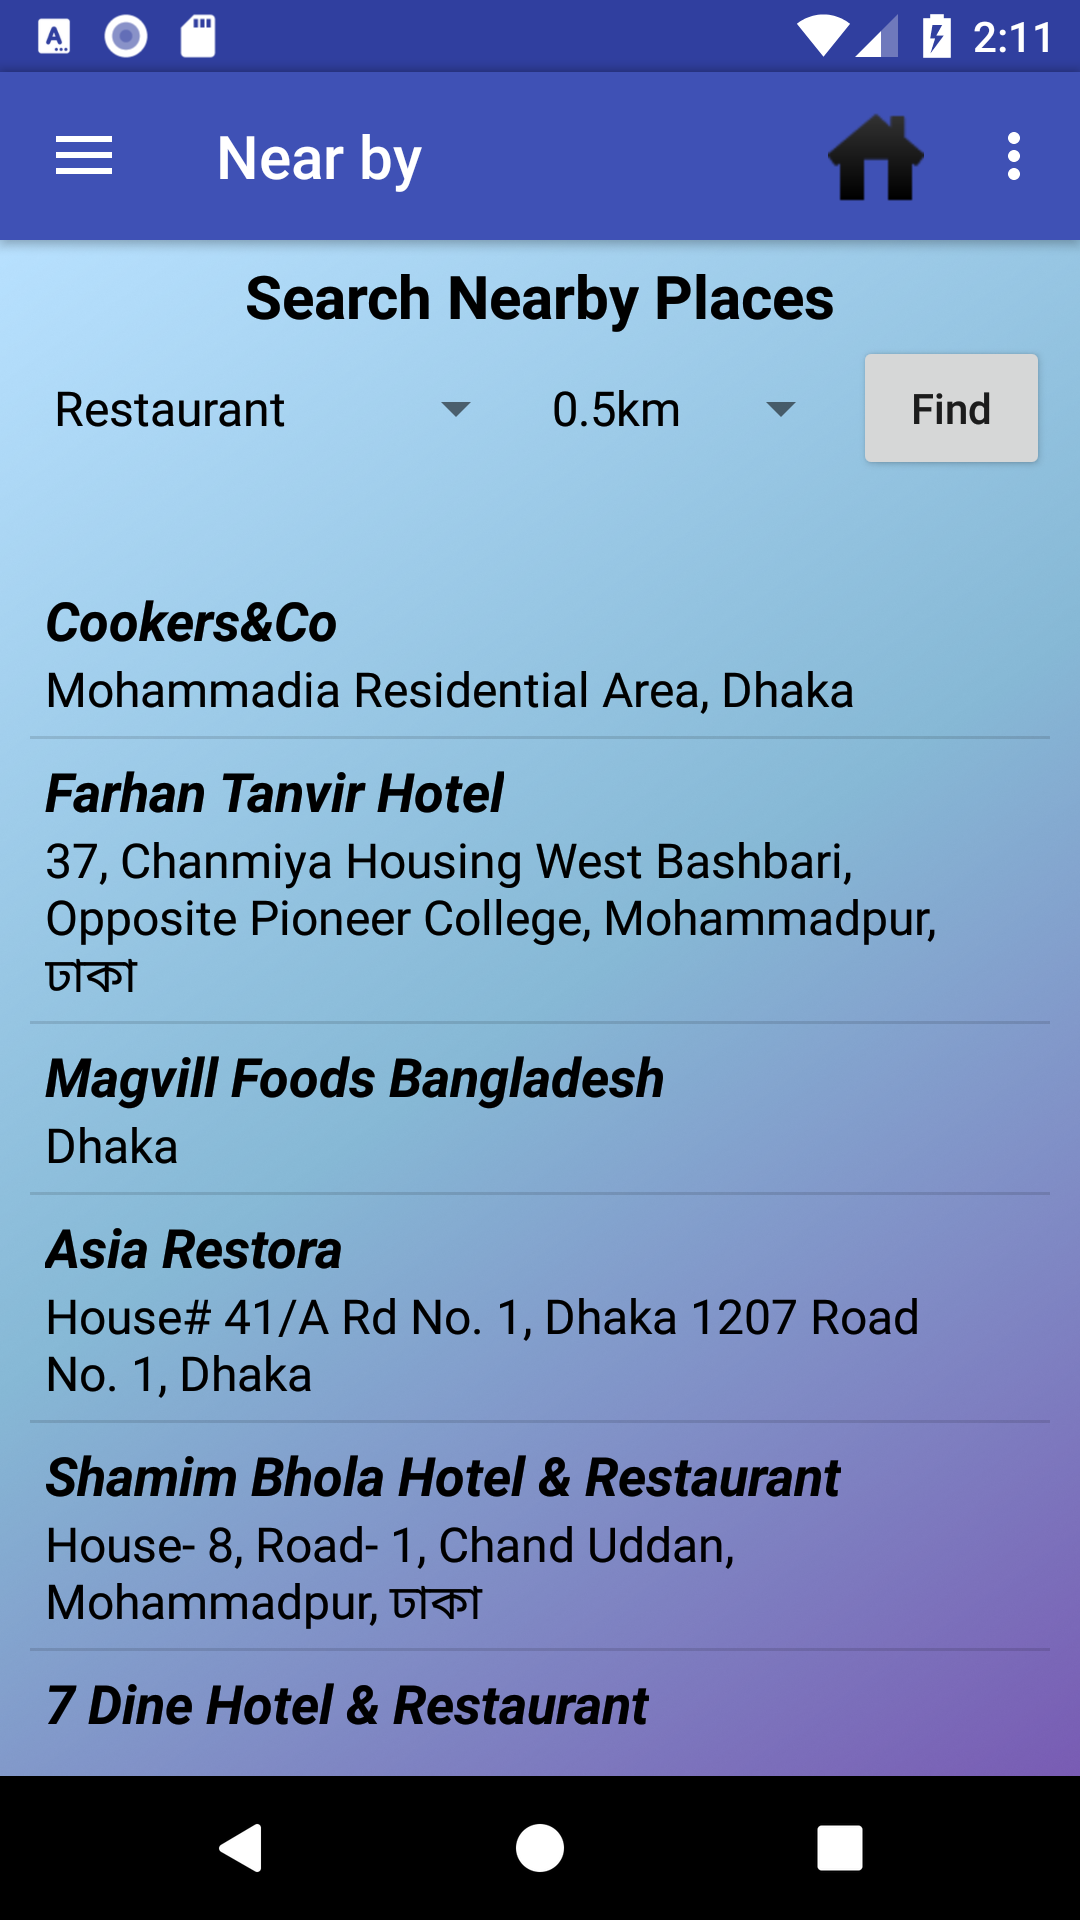 2:11
Near by
Search Nearby Places
Restaurant 0.5km Find
Cookers&Co
Mohammadia Residential Area, Dhaka
Farhan Tanvir Hotel
37, Chanmiya Housing West Bashbari,
Opposite Pioneer College, Mohammadpur,
ঢাকা
Magvill Foods Bangladesh
Dhaka
Asia Restora
House# 41/A Rd No. 1, Dhaka 1207 Road
No. 1, Dhaka
Shamim Bhola Hotel & Restaurant
House- 8, Road- 1, Chand Uddan,
Mohammadpur, ঢাকা
7 Dine Hotel & Restaurant